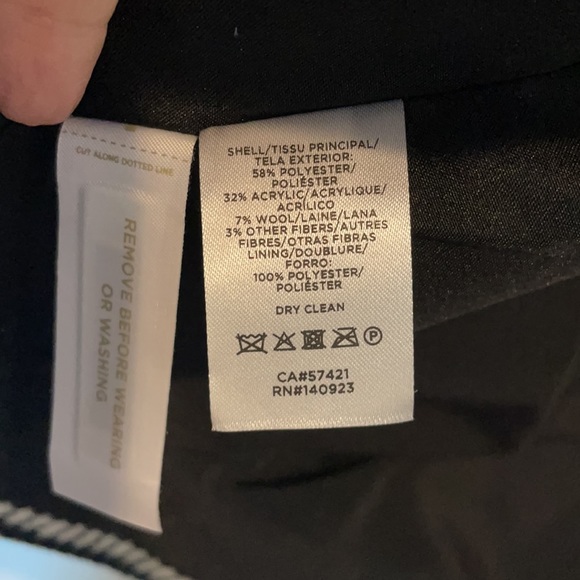 CUT ALONG DOTTED LINE
REMOVE BEFORE WEARING
OR WASHING
SHELL/TISSU PRINCIPAL/
TELA EXTERIOR:
58% POLYESTER/
POLIÉSTER
32% ACRYLIC/ACRYLIQUE/
ACRÍLICO
7% WOOL/LAINE/LANA
3% OTHER FIBERS/AUTRES
FIBRES/OTRAS FIBRAS
LINING/DOUBLURE/
FORRO:
100% POLYESTER/
POLIÉSTER
DRY CLEAN
P
CA#57421
RN#140923